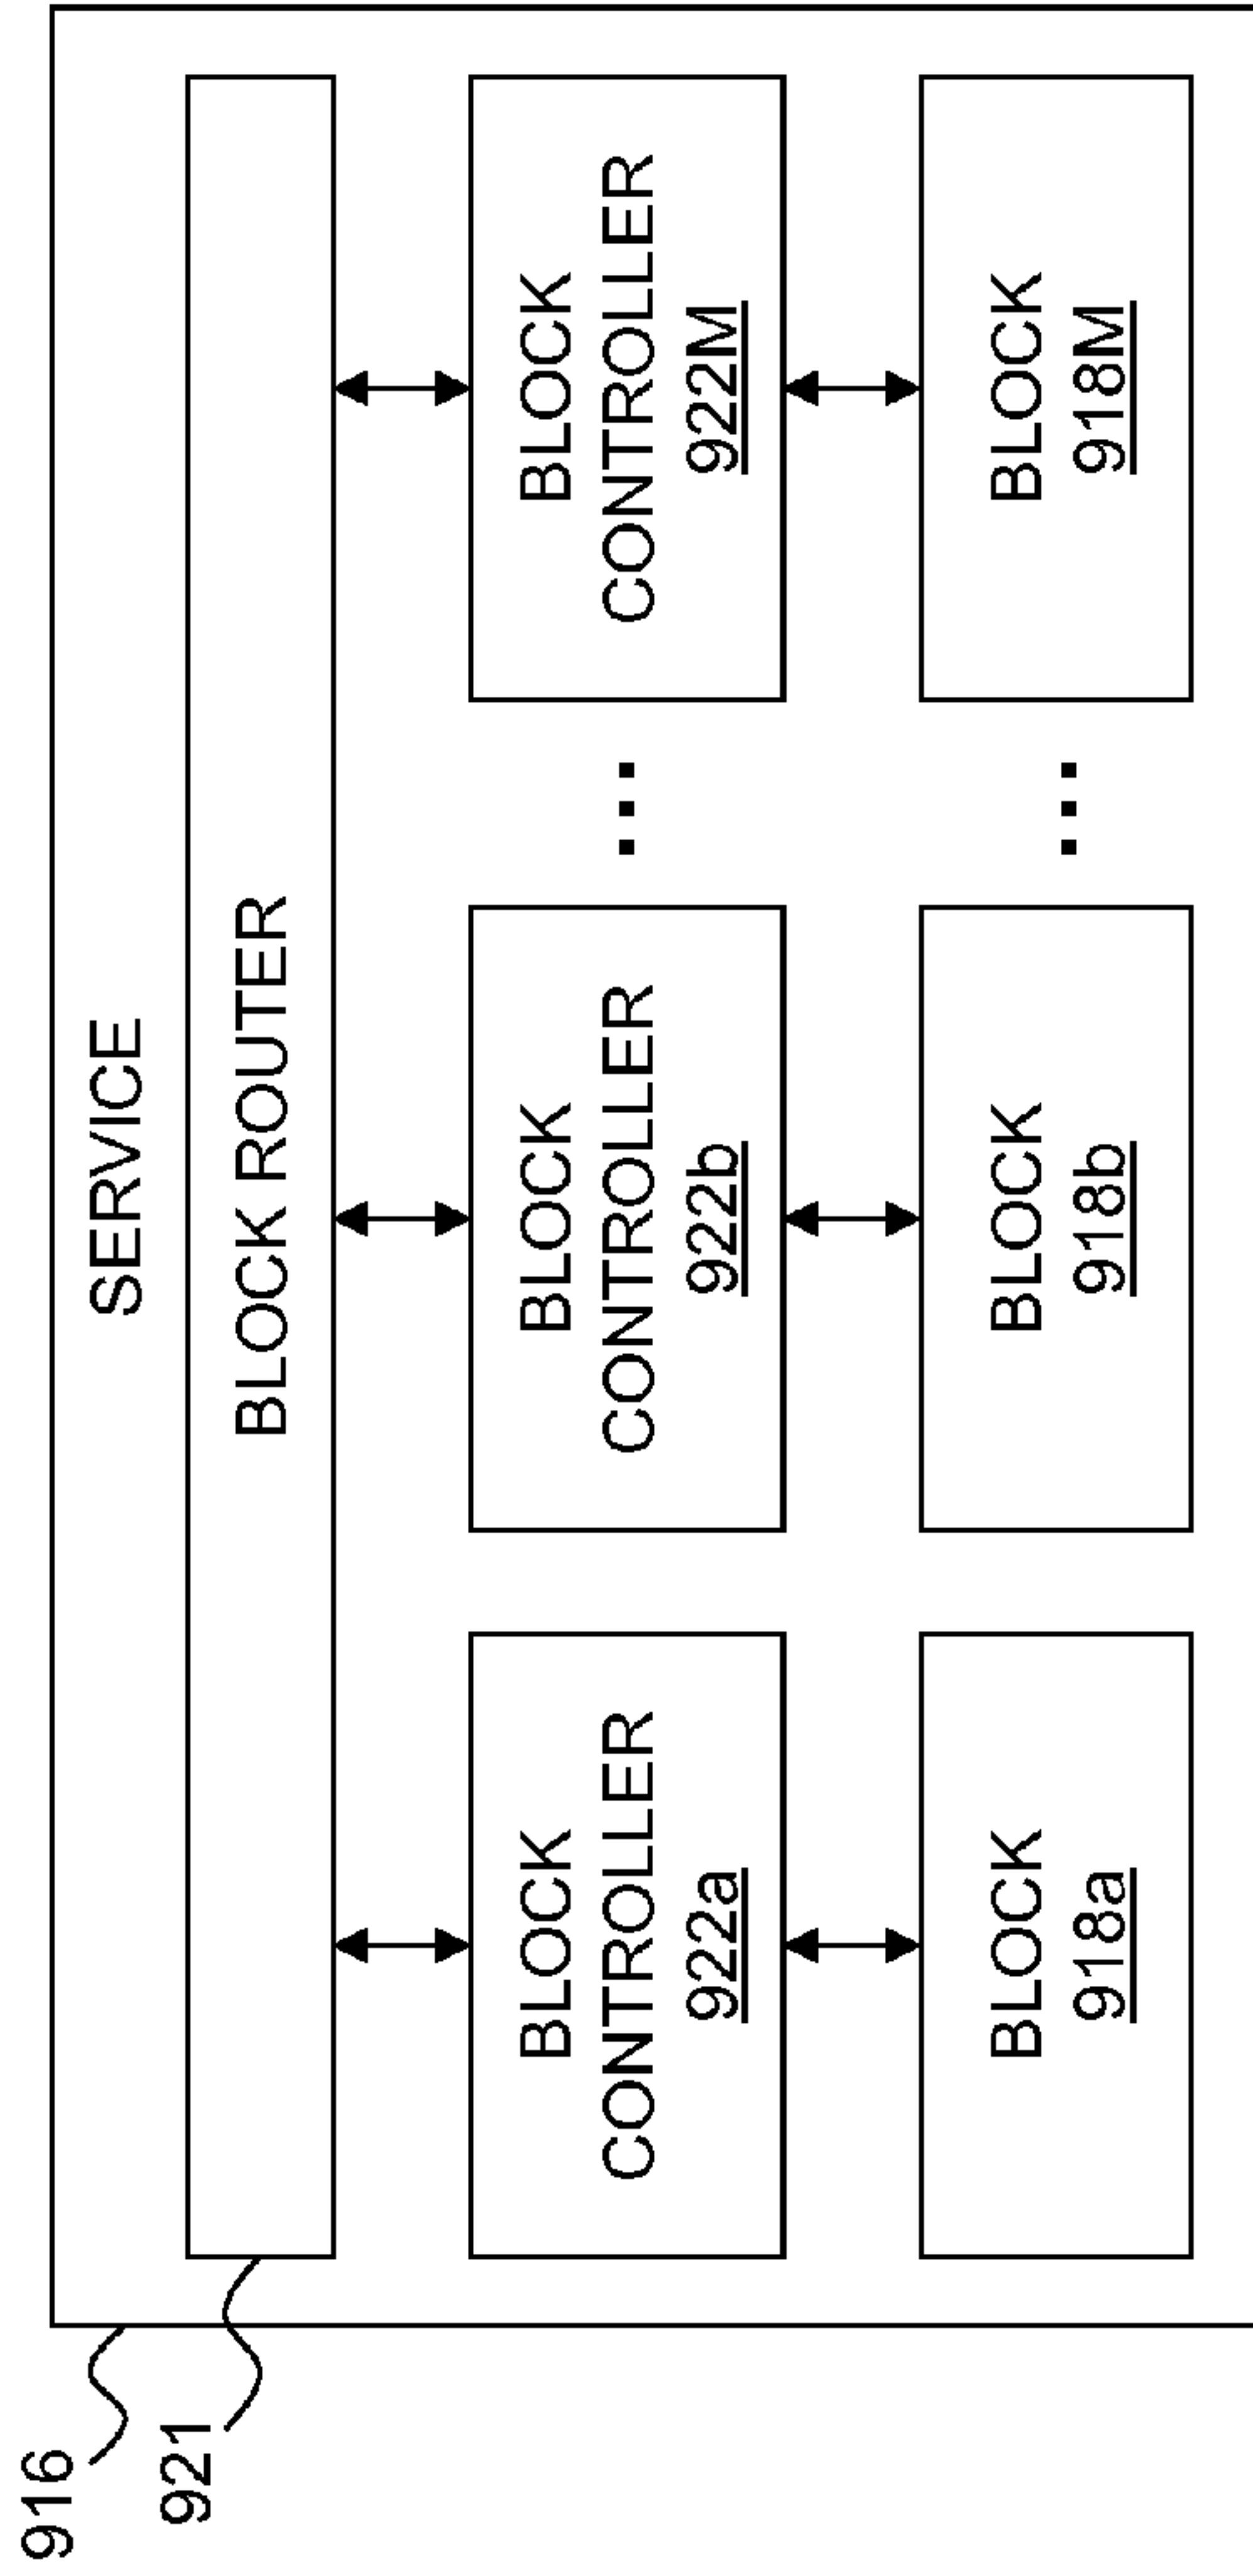 916
921
SERVICE
BLOCK ROUTER
BLOCK
CONTROLLER
922a
BLOCK
CONTROLLER
922b
...
BLOCK
CONTROLLER
922M
BLOCK
918a
BLOCK
918b
...
BLOCK
918M